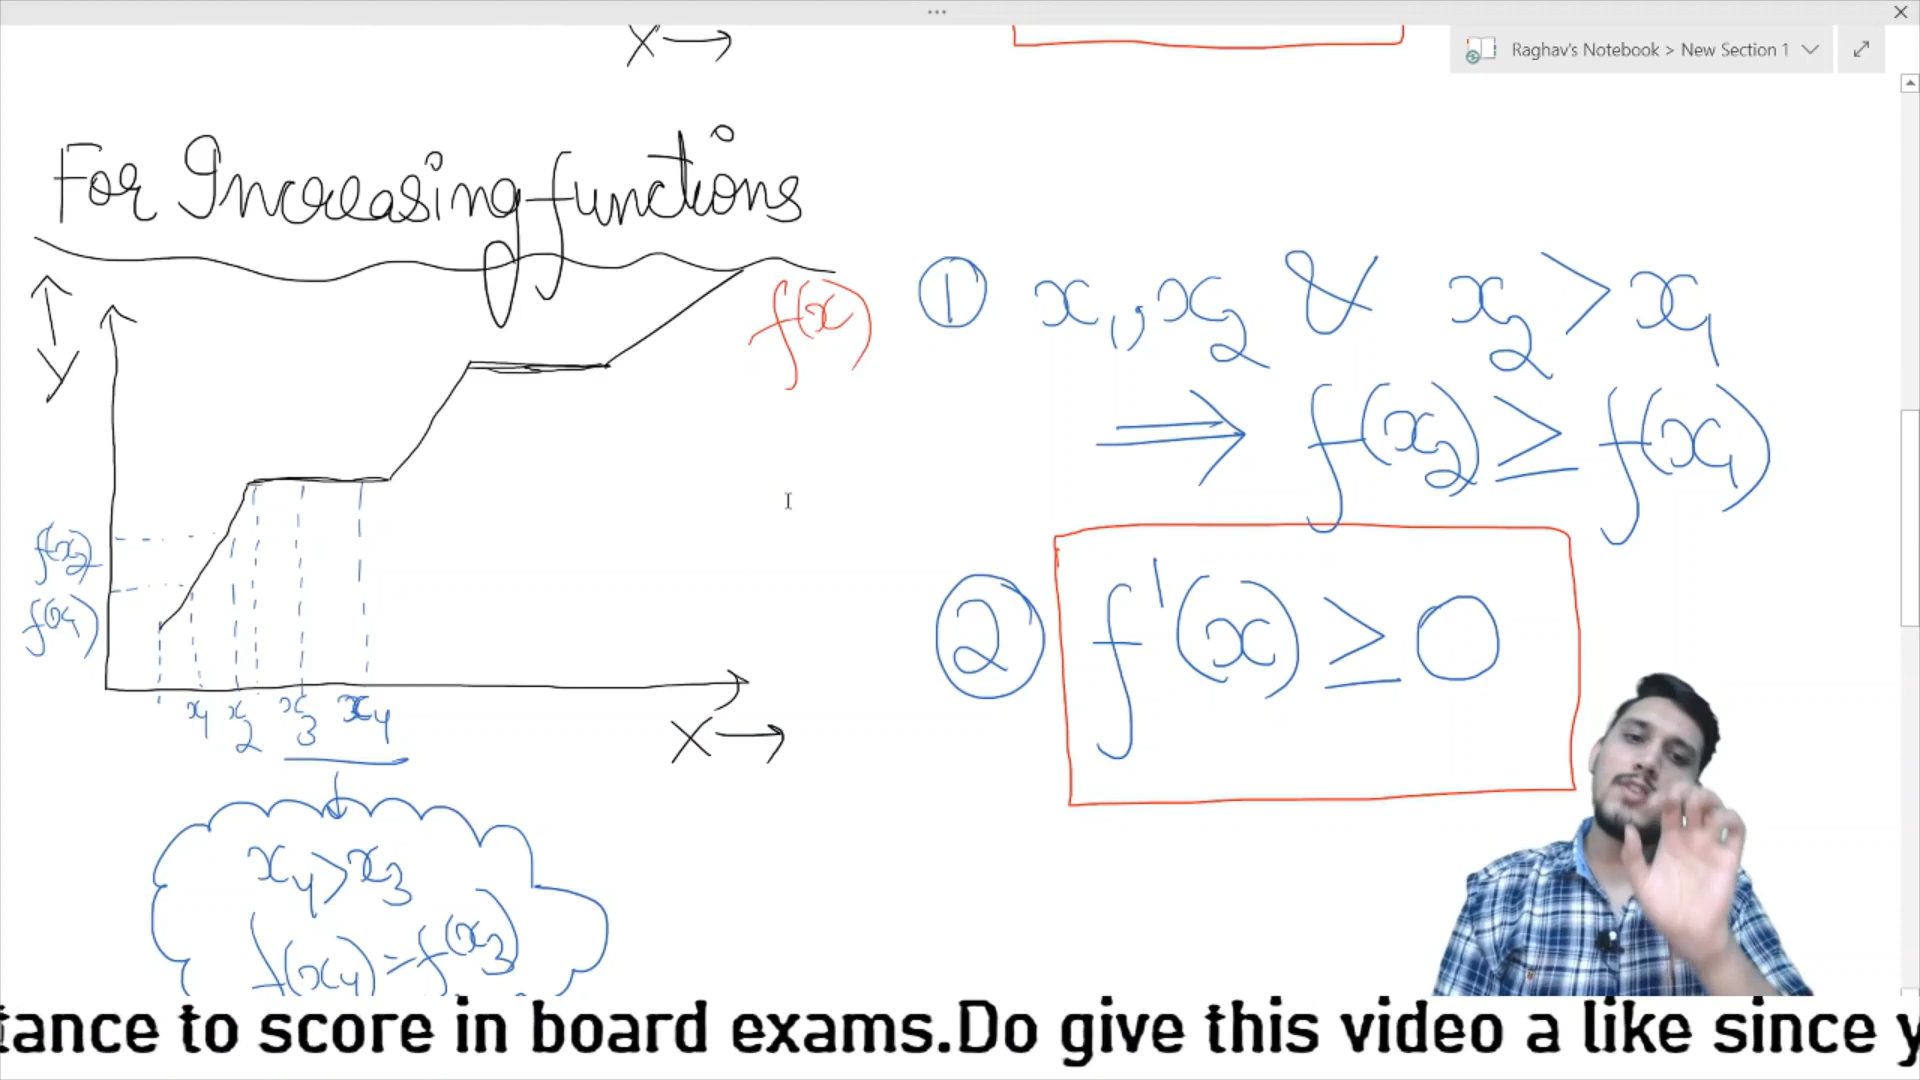 ...
X →
Raghav's Notebook > New Section 1
For Increasing functions
Y
f(x)
f(x₂)
f(x₁)
x₁ x₂ x₃ x₄
X →
x₄ > x₃
f(x₄) = f(x₃)
① x₁, x₂ & x₂ > x₁
⇒ f(x₂) ≥ f(x₁)
② f'(x) ≥ 0
tance to score in board exams.Do give this video a like since y